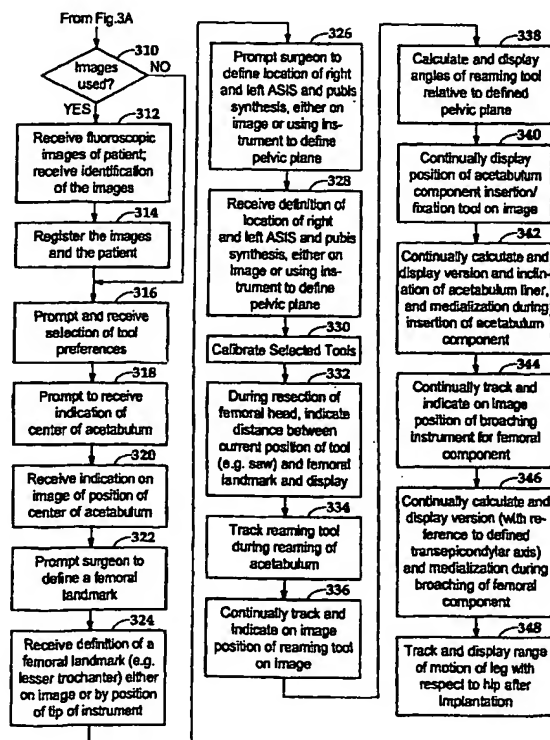 From Fig.3A
310
Images
used?
NO
YES
312
Receive fluoroscopic
images of patient;
receive identification
of the images
314
Register the images
and the patient
316
Prompt and receive
selection of tool
preferences
318
Prompt to receive
indication of
center of acetabulum
320
Receive indication on
image of position of
center of acetabulum
322
Prompt surgeon to
define a femoral
landmark
324
Receive definition of a
femoral landmark (e.g.
lesser trochanter) either
on image or by position
of tip of instrument
326
Prompt surgeon to
define location of right
and left ASIS and pubis
synthesis, either on
image or using ins-
trument to define
pelvic plane
328
Receive definition of
location of right
and left ASIS and pubis
synthesis, either on
image or using ins-
trument to define
pelvic plane
330
Calibrate Selected Tools
332
During resection of
femoral head, indicate
distance between
current position of tool
(e.g. saw) and femoral
landmark and display
334
Track reaming tool
during reaming of
acetabulum
336
Continually track and
indicate on image
position of reaming tool
on image
338
Calculate and display
angles of reaming tool
relative to defined
pelvic plane
340
Continually display
position of acetabulum
component insertion/
fixation tool on image
342
Continually calculate and
display version and inclin-
ation of acetabulum liner,
and medialization during
insertion of acetabulum
component
344
Continually track and
indicate on image
position of broaching
instrument for femoral
component
346
Continually calculate and
display version (with re-
ference to defined
transepicondylar axis)
and medialization during
broaching of femoral
component
348
Track and display range
of motion of leg with
respect to hip after
implantation